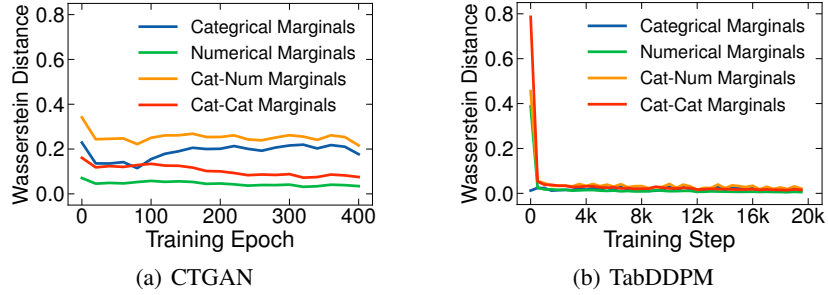 Wasserstein Distance
0.8
0.6
0.4
0.2
0.0
Categrical Marginals
Numerical Marginals
Cat-Num Marginals
Cat-Cat Marginals
0 100 200 300 400
Training Epoch
(a) CTGAN
Wasserstein Distance
0.8
0.6
0.4
0.2
0.0
Categrical Marginals
Numerical Marginals
Cat-Num Marginals
Cat-Cat Marginals
0 4k 8k 12k 16k 20k
Training Step
(b) TabDDPM